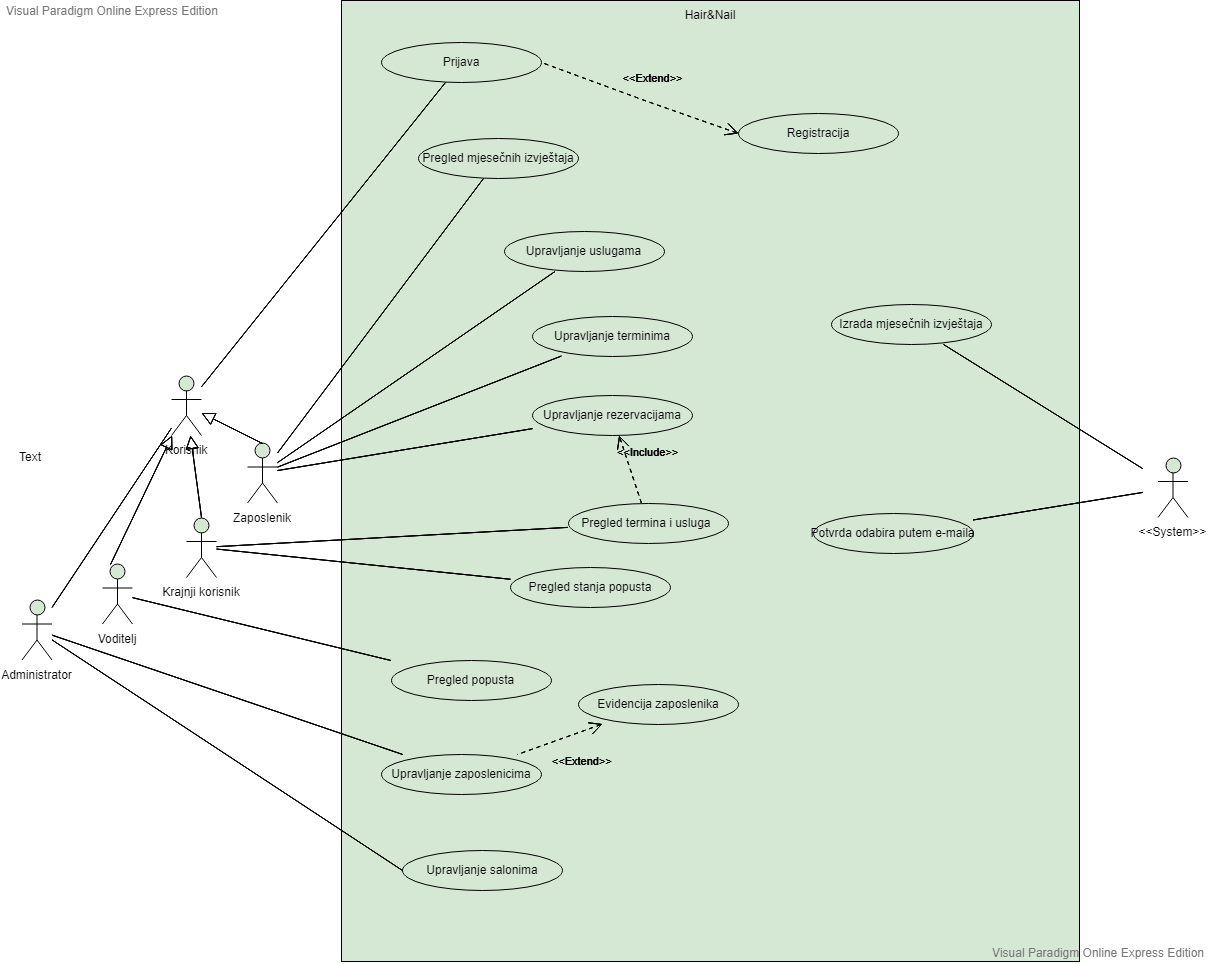 Visual Paradigm Online Express Edition
Hair&Nail
Prijava
<<Extend>>
Registracija
Pregled mjesečnih izvještaja
Upravljanje uslugama
Izrada mjesečnih izvještaja
Upravljanje terminima
Upravljanje rezervacijama
Korisnik
<<Include>>
Text
Zaposlenik
Pregled termina i usluga
Potvrda odabira putem e-maila
<<System>>
Krajnji korisnik
Pregled stanja popusta
Voditelj
Administrator
Pregled popusta
Evidencija zaposlenika
<<Extend>>
Upravljanje zaposlenicima
Upravljanje salonima
Visual Paradigm Online Express Edition